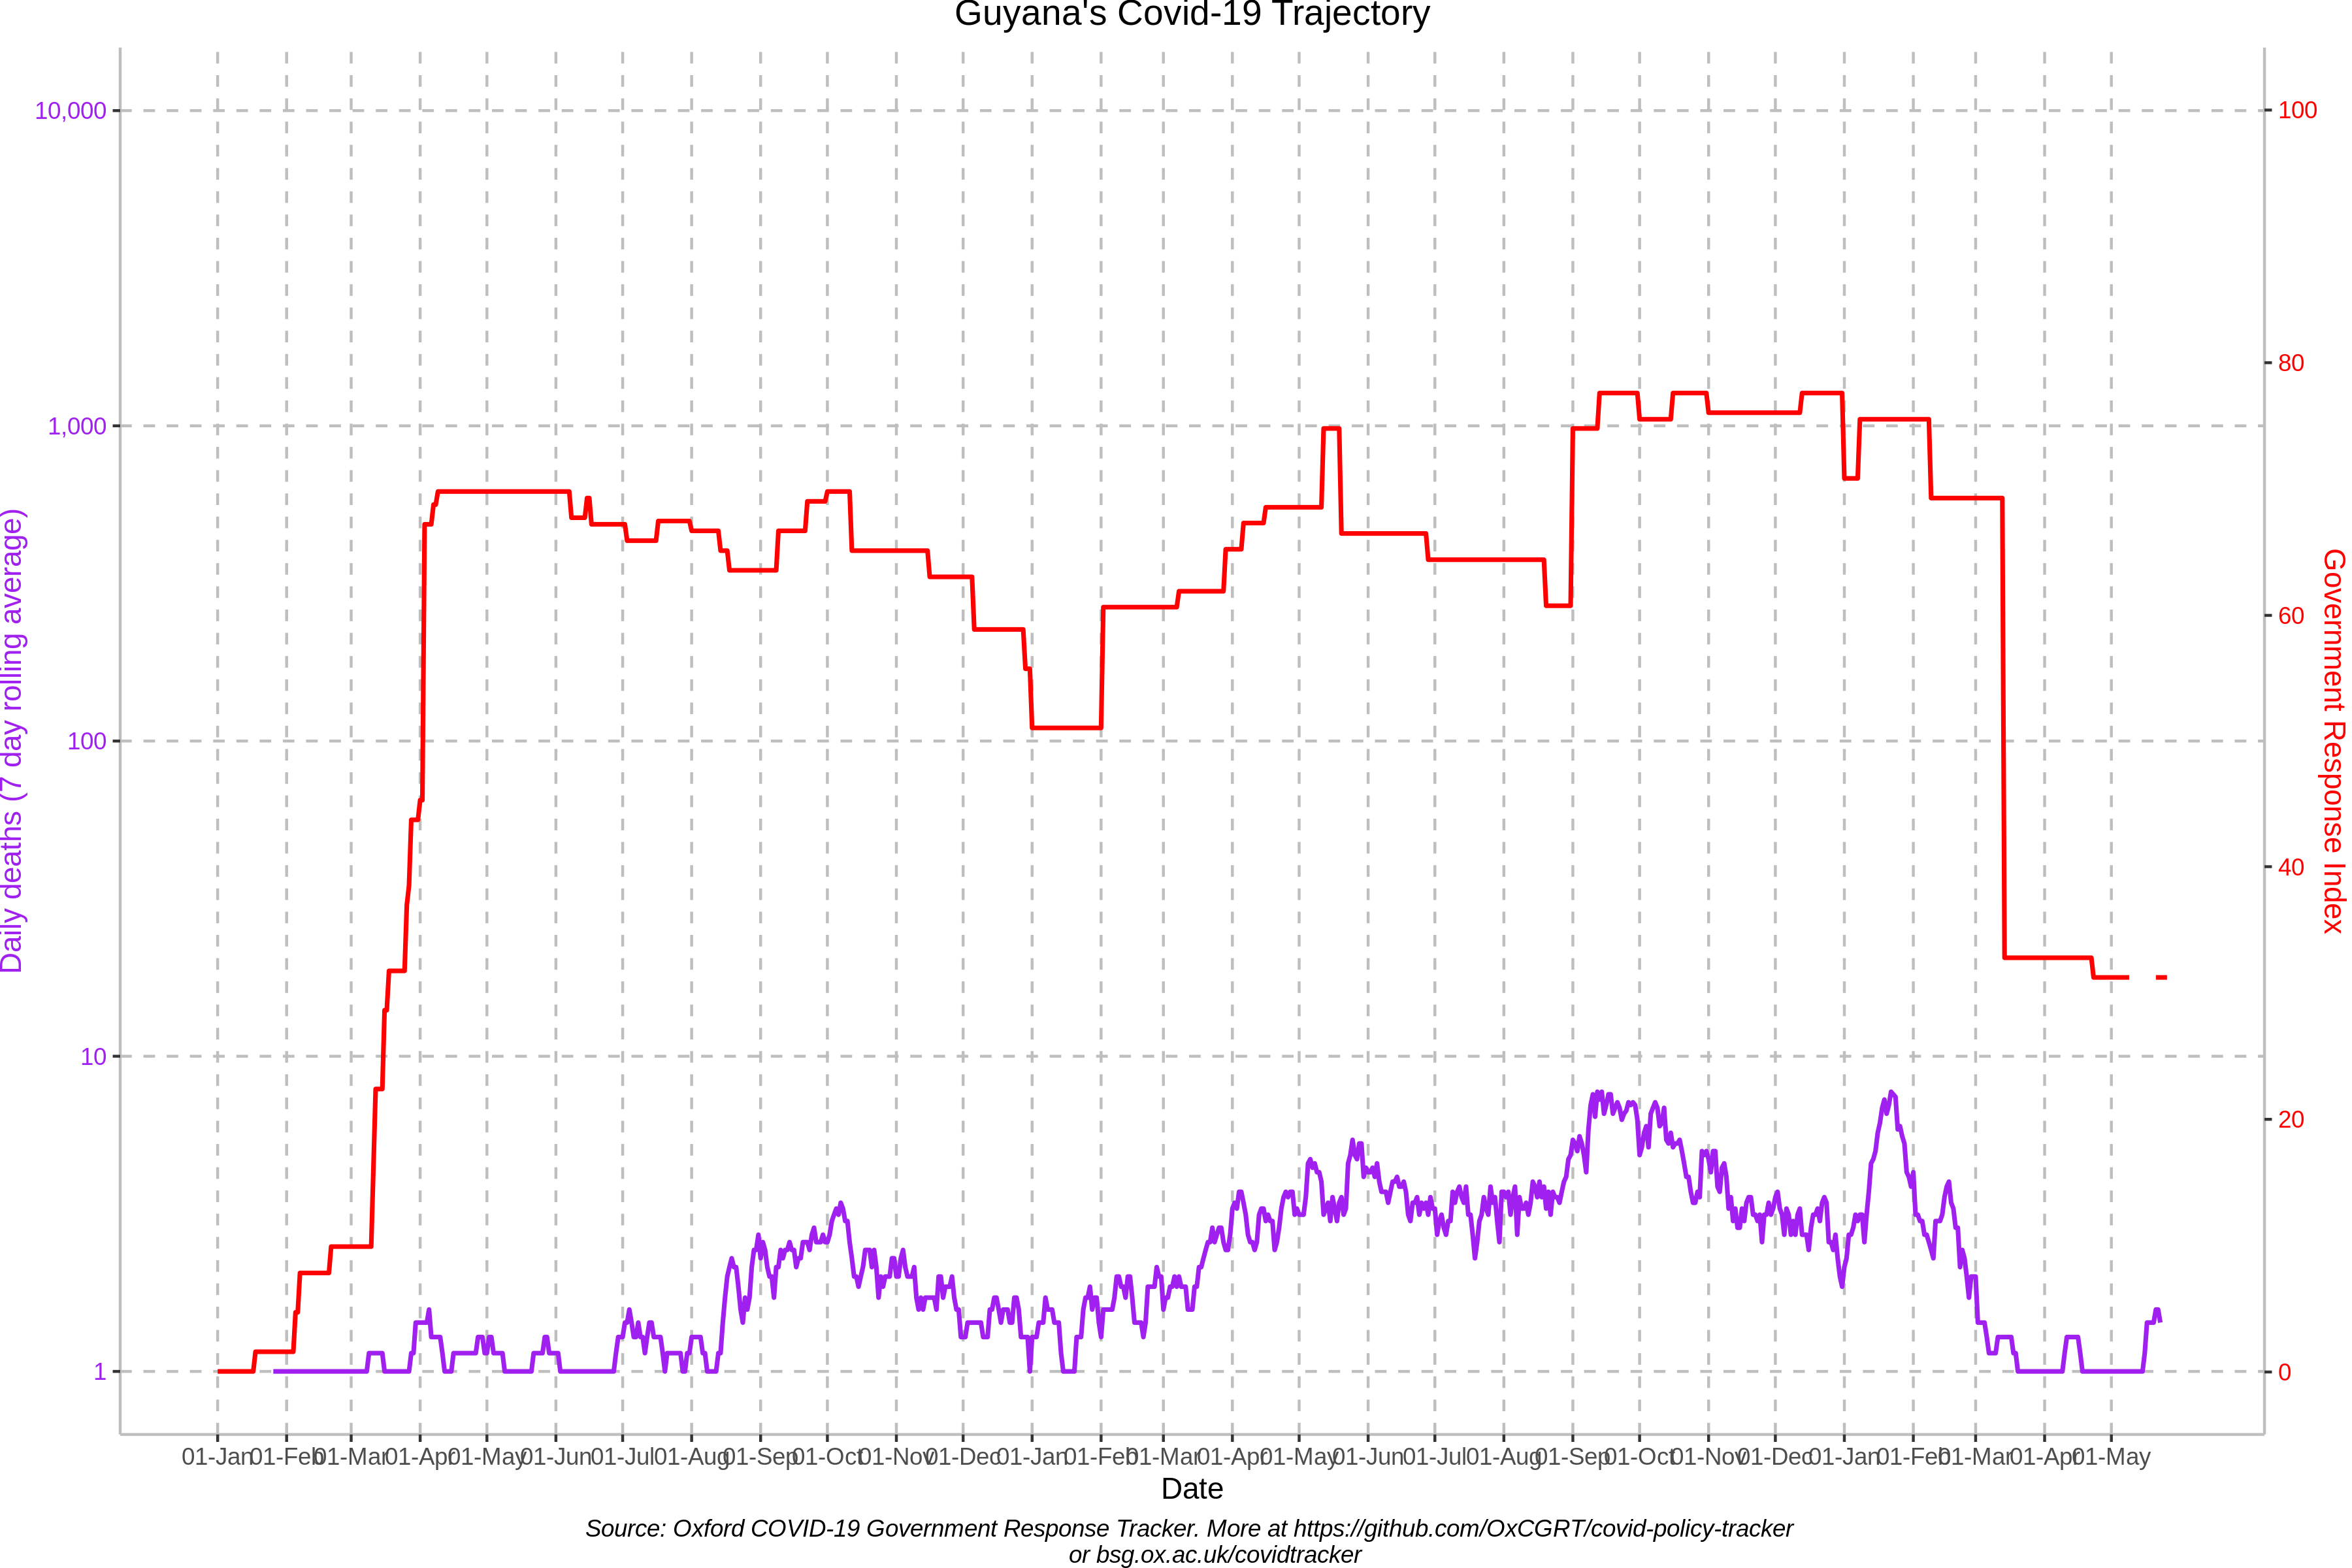 Guyana's Covid-19 Trajectory
10,000
1,000
100
10
1
Daily deaths (7 day rolling average)
100
80
60
40
20
0
Government Response Index
01-Jan 01-Feb 01-Mar 01-Apr 01-May 01-Jun 01-Jul 01-Aug 01-Sep 01-Oct 01-Nov 01-Dec 01-Jan 01-Feb 01-Mar 01-Apr 01-May 01-Jun 01-Jul 01-Aug 01-Sep 01-Oct 01-Nov 01-Dec 01-Jan 01-Feb 01-Mar 01-Apr 01-May
Date
Source: Oxford COVID-19 Government Response Tracker. More at https://github.com/OxCGRT/covid-policy-tracker
or bsg.ox.ac.uk/covidtracker